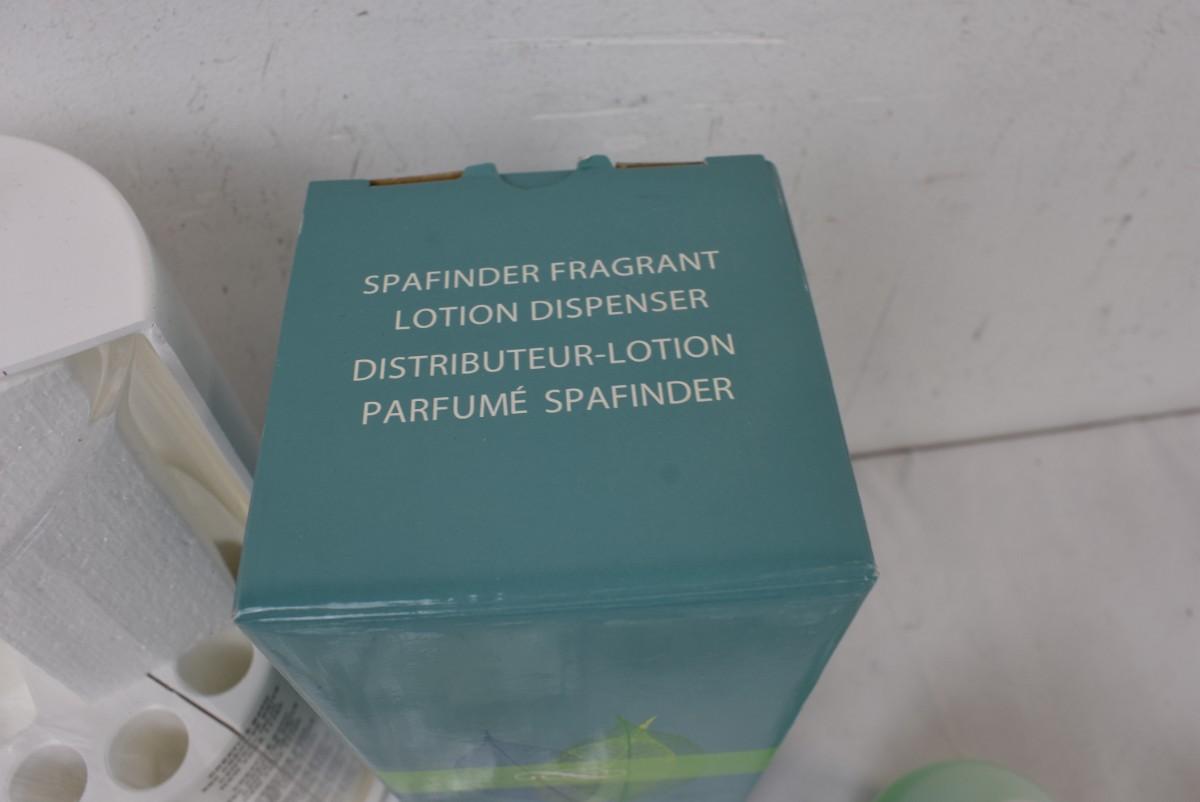 SPAFINDER FRAGRANT
LOTION DISPENSER
DISTRIBUTEUR-LOTION
PARFUMÉ SPAFINDER